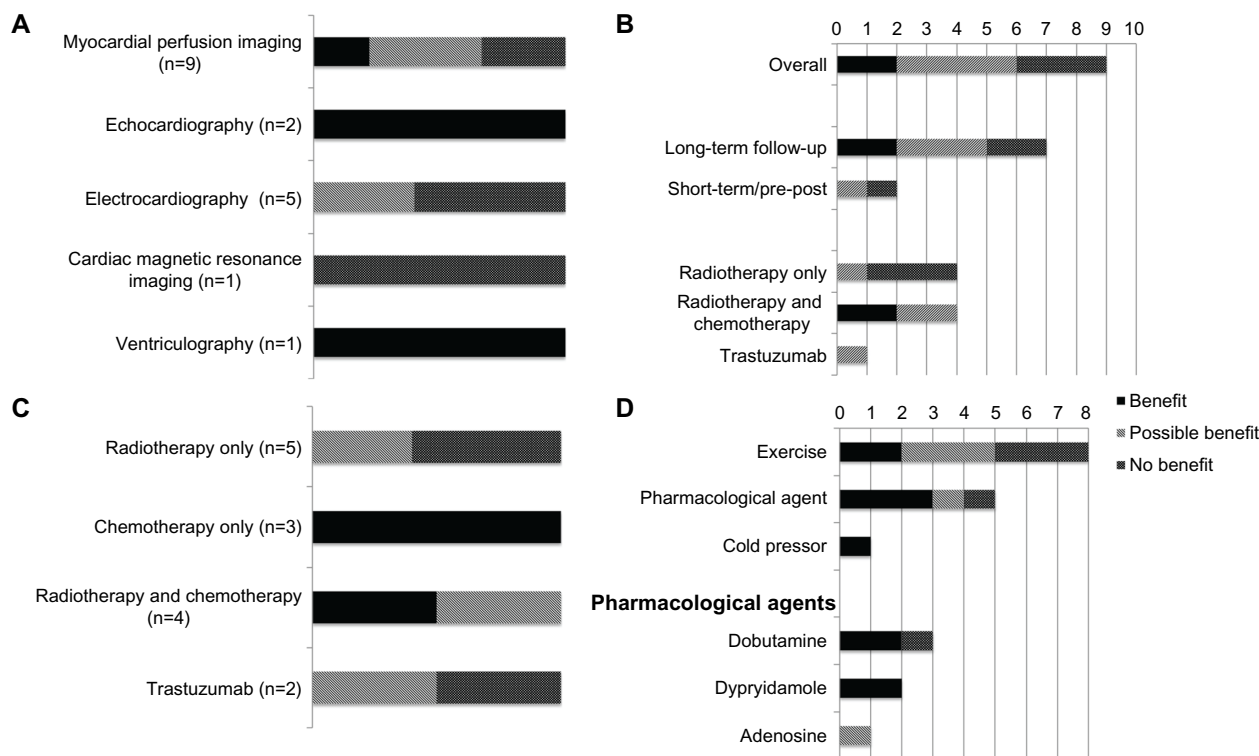 A
Myocardial perfusion imaging
(n=9)
Echocardiography (n=2)
Electrocardiography (n=5)
Cardiac magnetic resonance
imaging (n=1)
Ventriculography (n=1)
B
0 1 2 3 4 5 6 7 8 9 10
Overall
Long-term follow-up
Short-term/pre-post
Radiotherapy only
Radiotherapy and
chemotherapy
Trastuzumab
C
Radiotherapy only (n=5)
Chemotherapy only (n=3)
Radiotherapy and chemotherapy
(n=4)
Trastuzumab (n=2)
D
0 1 2 3 4 5 6 7 8
Exercise
Pharmacological agent
Cold pressor
Pharmacological agents
Dobutamine
Dypryidamole
Adenosine
Benefit
Possible benefit
No benefit